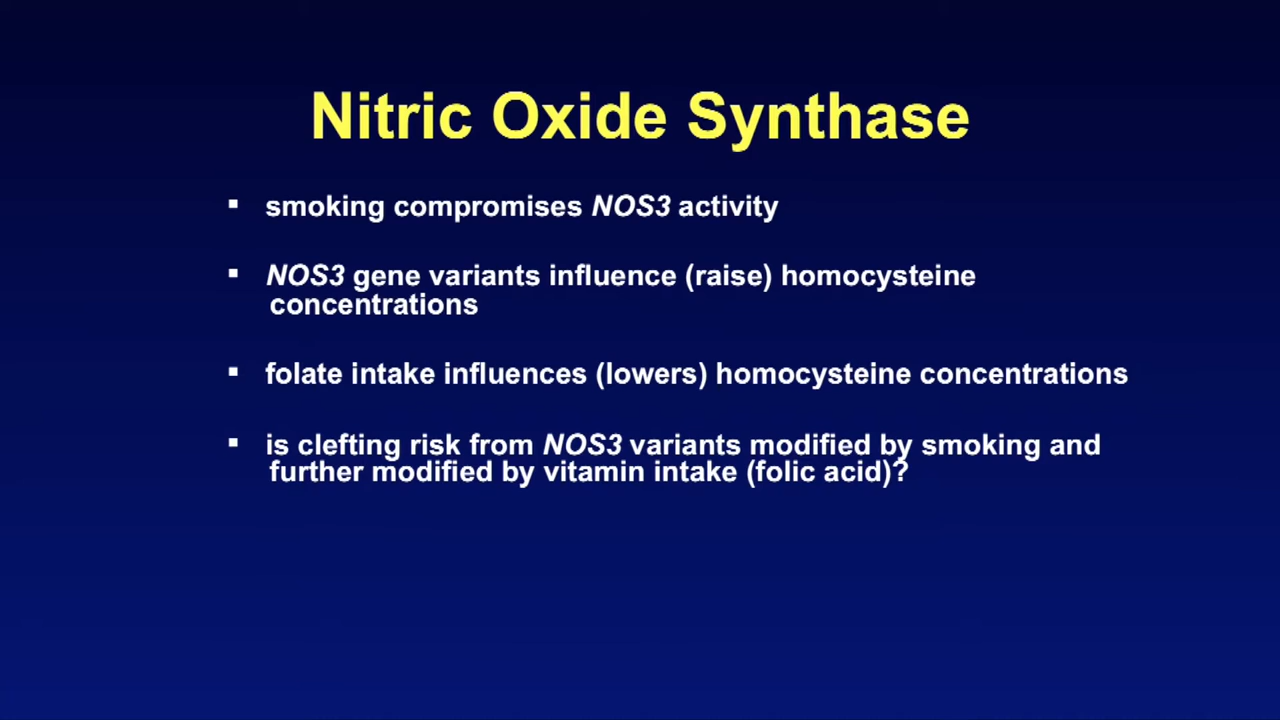 Nitric Oxide Synthase
▪ smoking compromises NOS3 activity
▪ NOS3 gene variants influence (raise) homocysteine
concentrations
▪ folate intake influences (lowers) homocysteine concentrations
▪ is clefting risk from NOS3 variants modified by smoking and
further modified by vitamin intake (folic acid)?